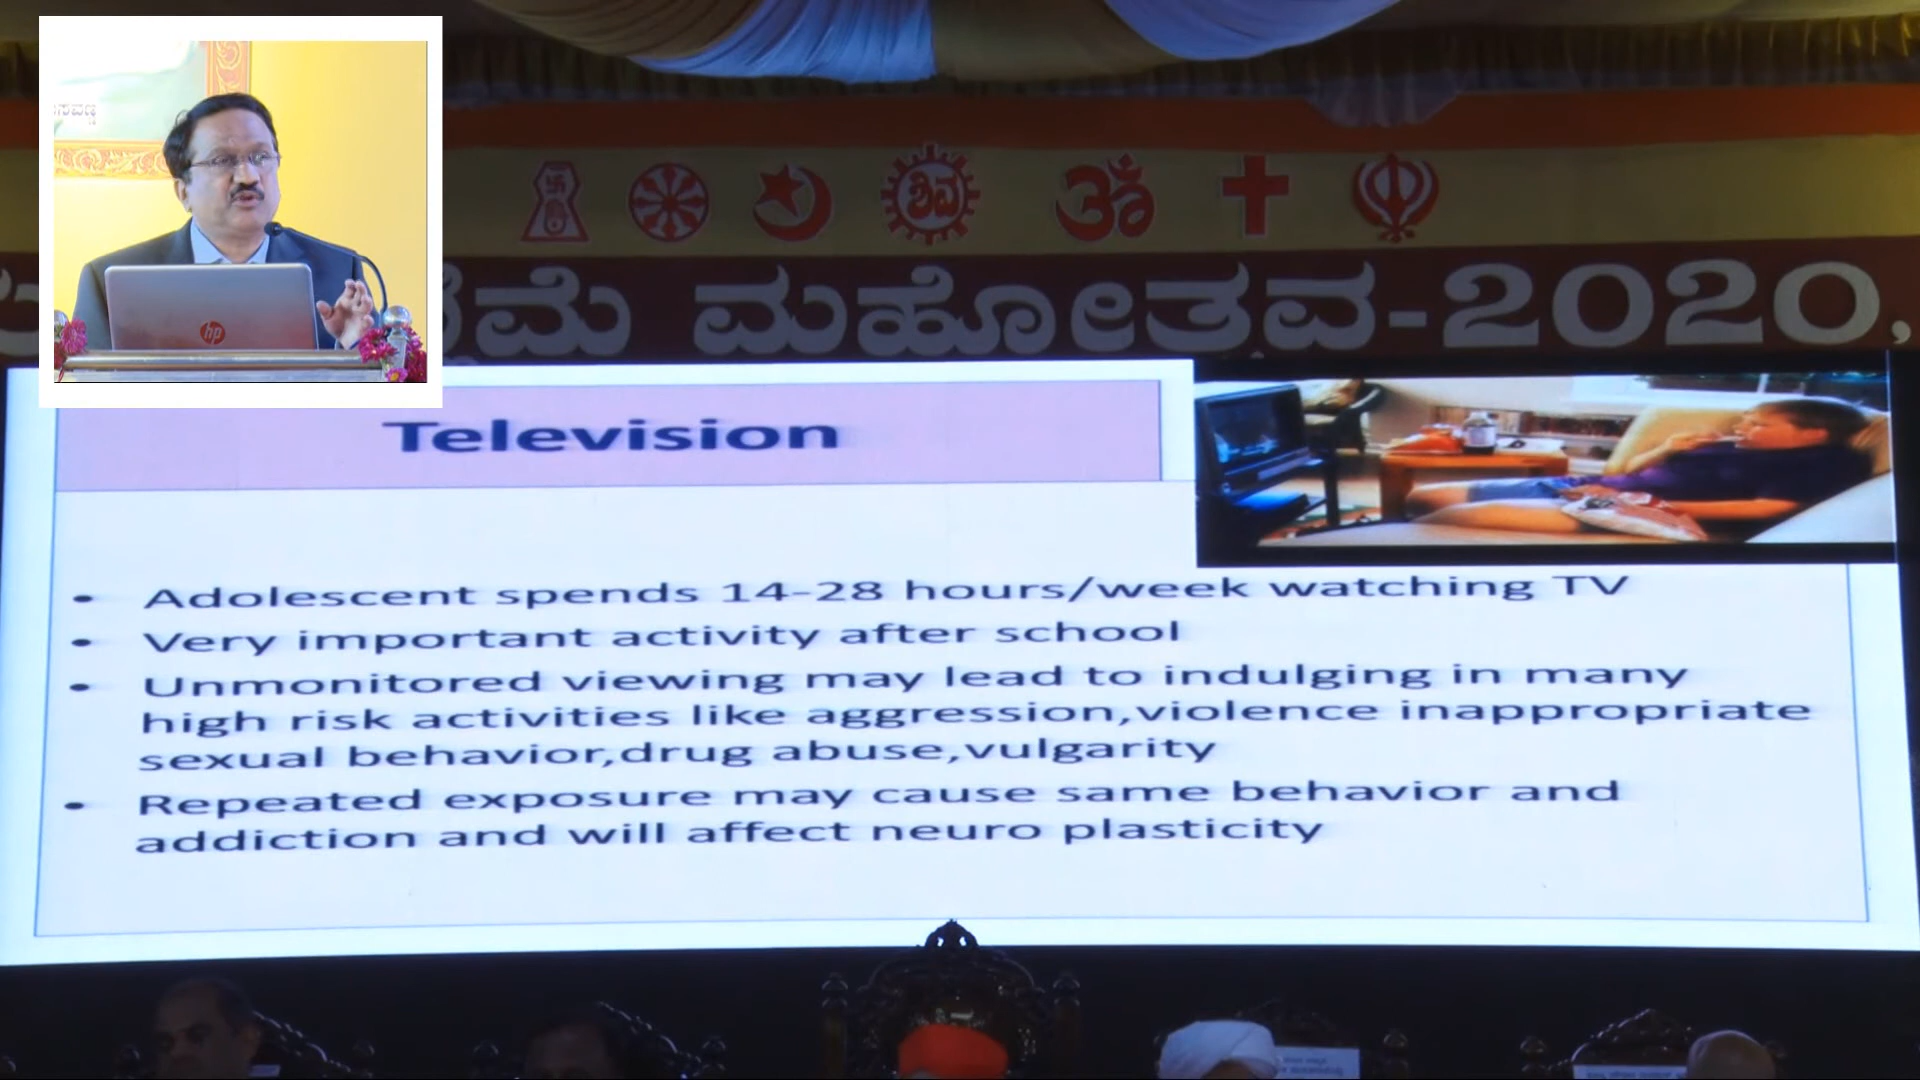 ಶಿವ
ಮಹೋತ್ಸವ-2020,
hp
Television
• Adolescent spends 14-28 hours/week watching TV
• Very important activity after school
• Unmonitored viewing may lead to indulging in many
high risk activities like aggression,violence inappropriate
sexual behavior,drug abuse,vulgarity
• Repeated exposure may cause same behavior and
addiction and will affect neuro plasticity